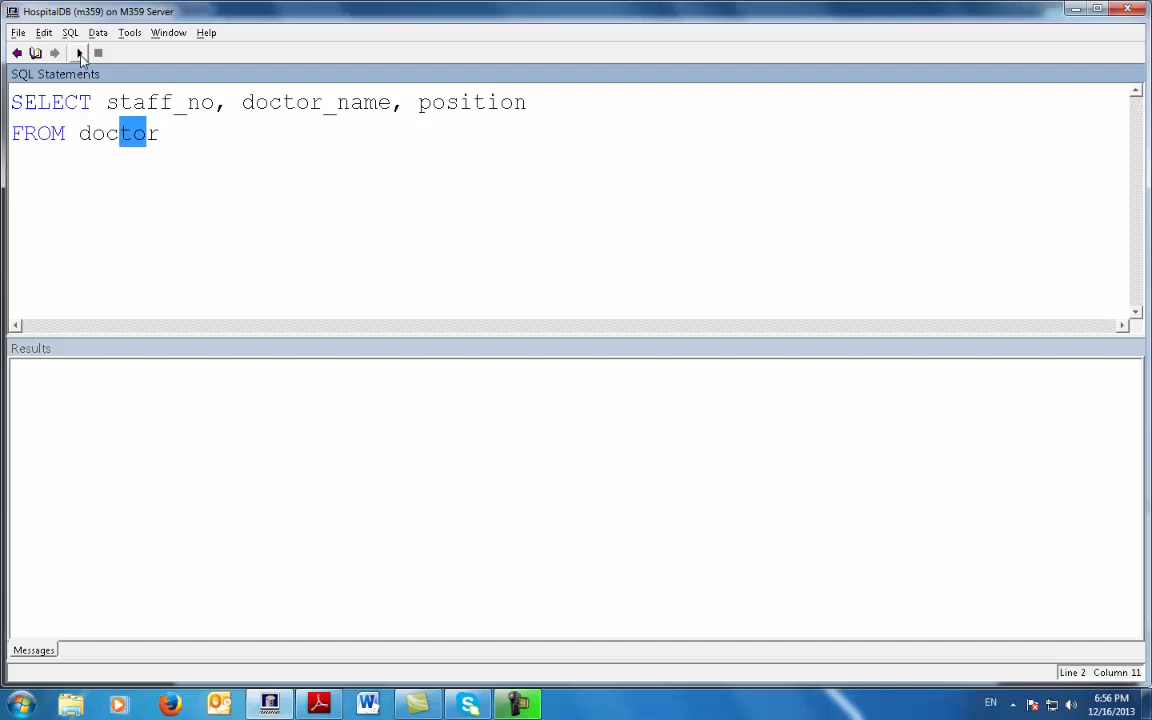 HospitalDB (m359) on M359 Server
File Edit SQL Data Tools Window Help
SQL Statements
SELECT staff_no, doctor_name, position
FROM doctor
Results
Messages
Line 2 Column 11
EN
6:56 PM
12/16/2013